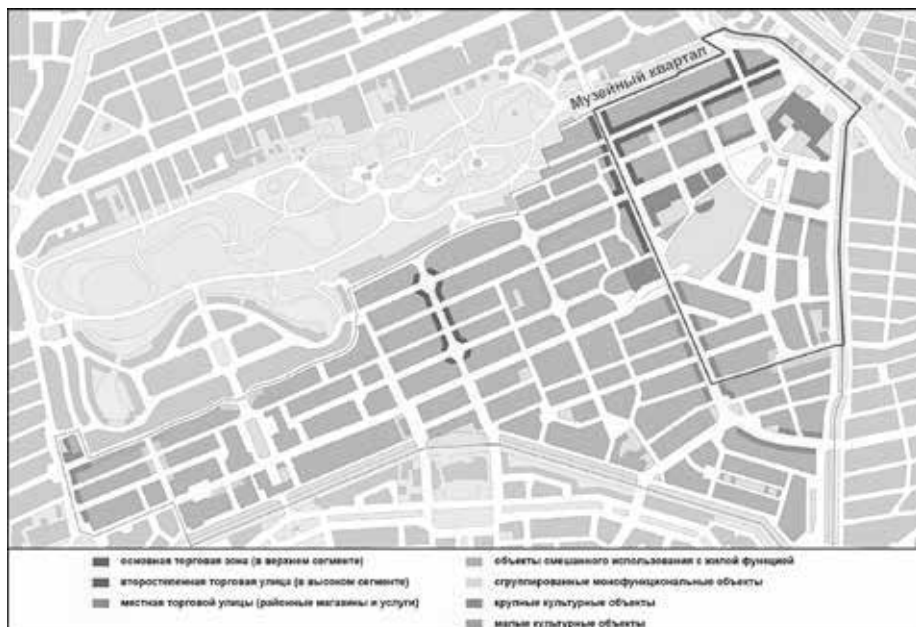 Музейный квартал
основная торговая зона (в верхнем сегменте)
второстепенная торговая улица (в высоком сегменте)
местная торговой улицы (районные магазины и услуги)
объекты смешанного использования с жилой функцией
сгруппированные монофункциональные объекты
крупные культурные объекты
малые культурные объекты